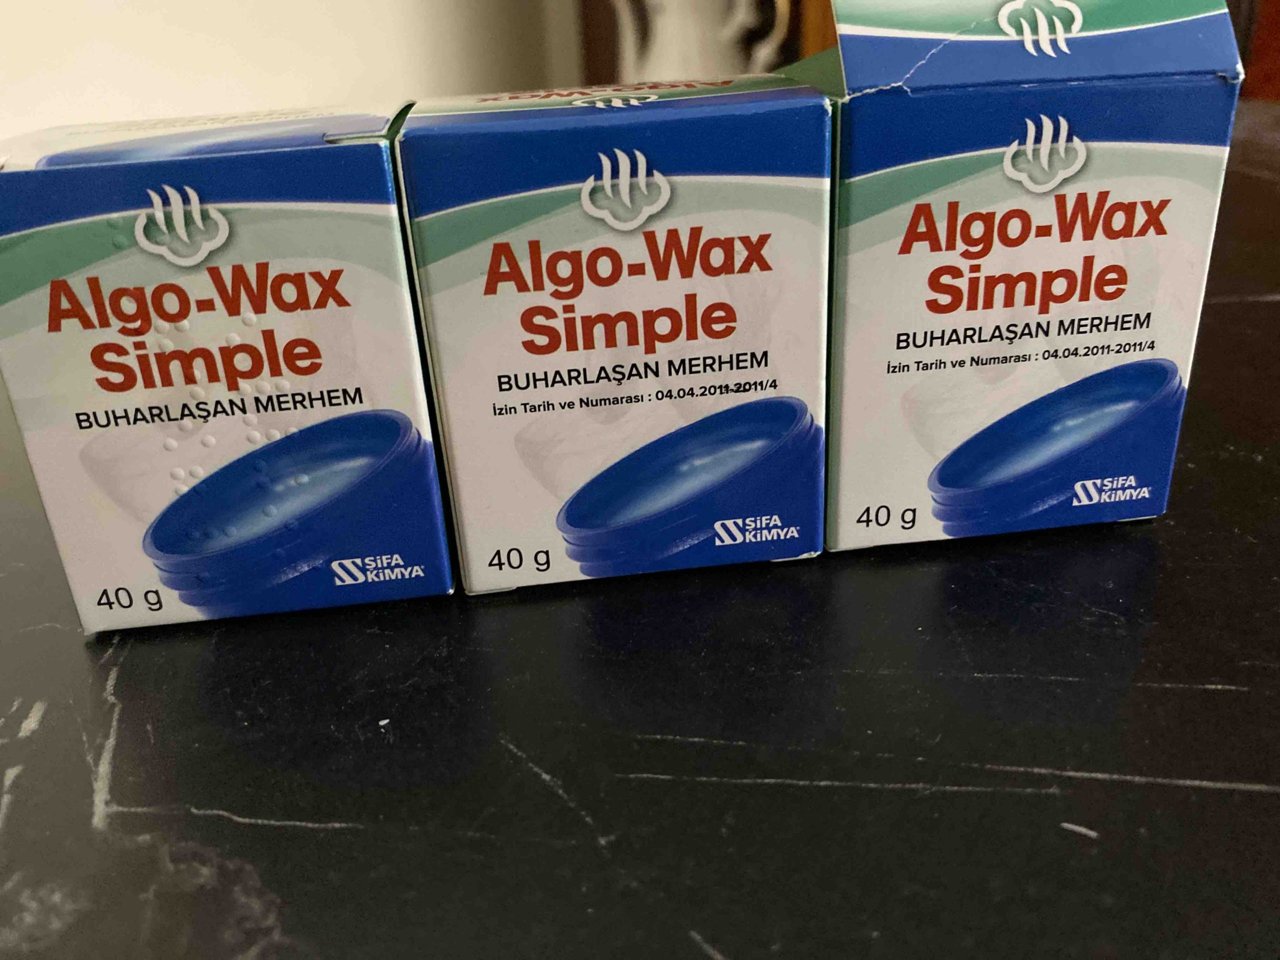 Algo-Wax
Simple
BUHARLAŞAN MERHEM
40 g
ŞİFA
KİMYA
Algo-Wax
Algo-Wax
Simple
BUHARLAŞAN MERHEM
İzin Tarih ve Numarası : 04.04.2011-2011/4
40 g
ŞİFA
KİMYA
Algo-Wax
Simple
BUHARLAŞAN MERHEM
İzin Tarih ve Numarası : 04.04.2011-2011/4
40 g
ŞİFA
KİMYA